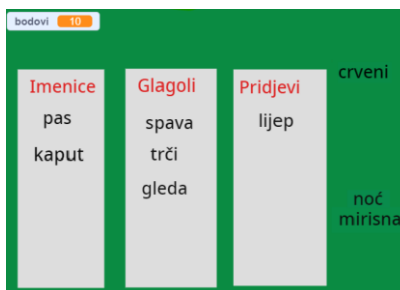 bodovi 10
Imenice Glagoli Pridjevi crveni
pas spava lijep
kaput trči
gleda
noć
mirisna